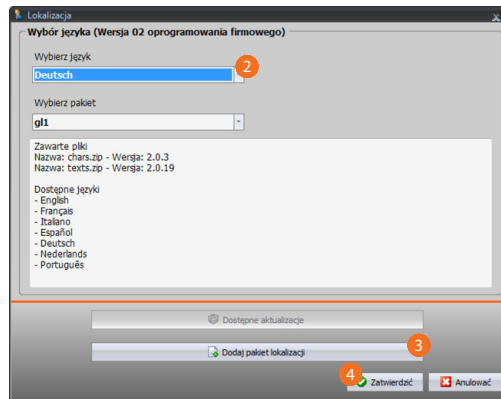 Lokalizacja
x
Wybór języka (Wersja 02 oprogramowania firmowego)
Wybierz język
Deutsch
2
Wybierz pakiet
gl1
Zawarte pliki
Nazwa: chars.zip - Wersja: 2.0.3
Nazwa: texts.zip - Wersja: 2.0.19
Dostępne języki
- English
- Français
- Italiano
- Español
- Deutsch
- Nederlands
- Português
Dostępne aktualizacje
Dodaj pakiet lokalizacji
3
4
Zatwierdzić
Anulować